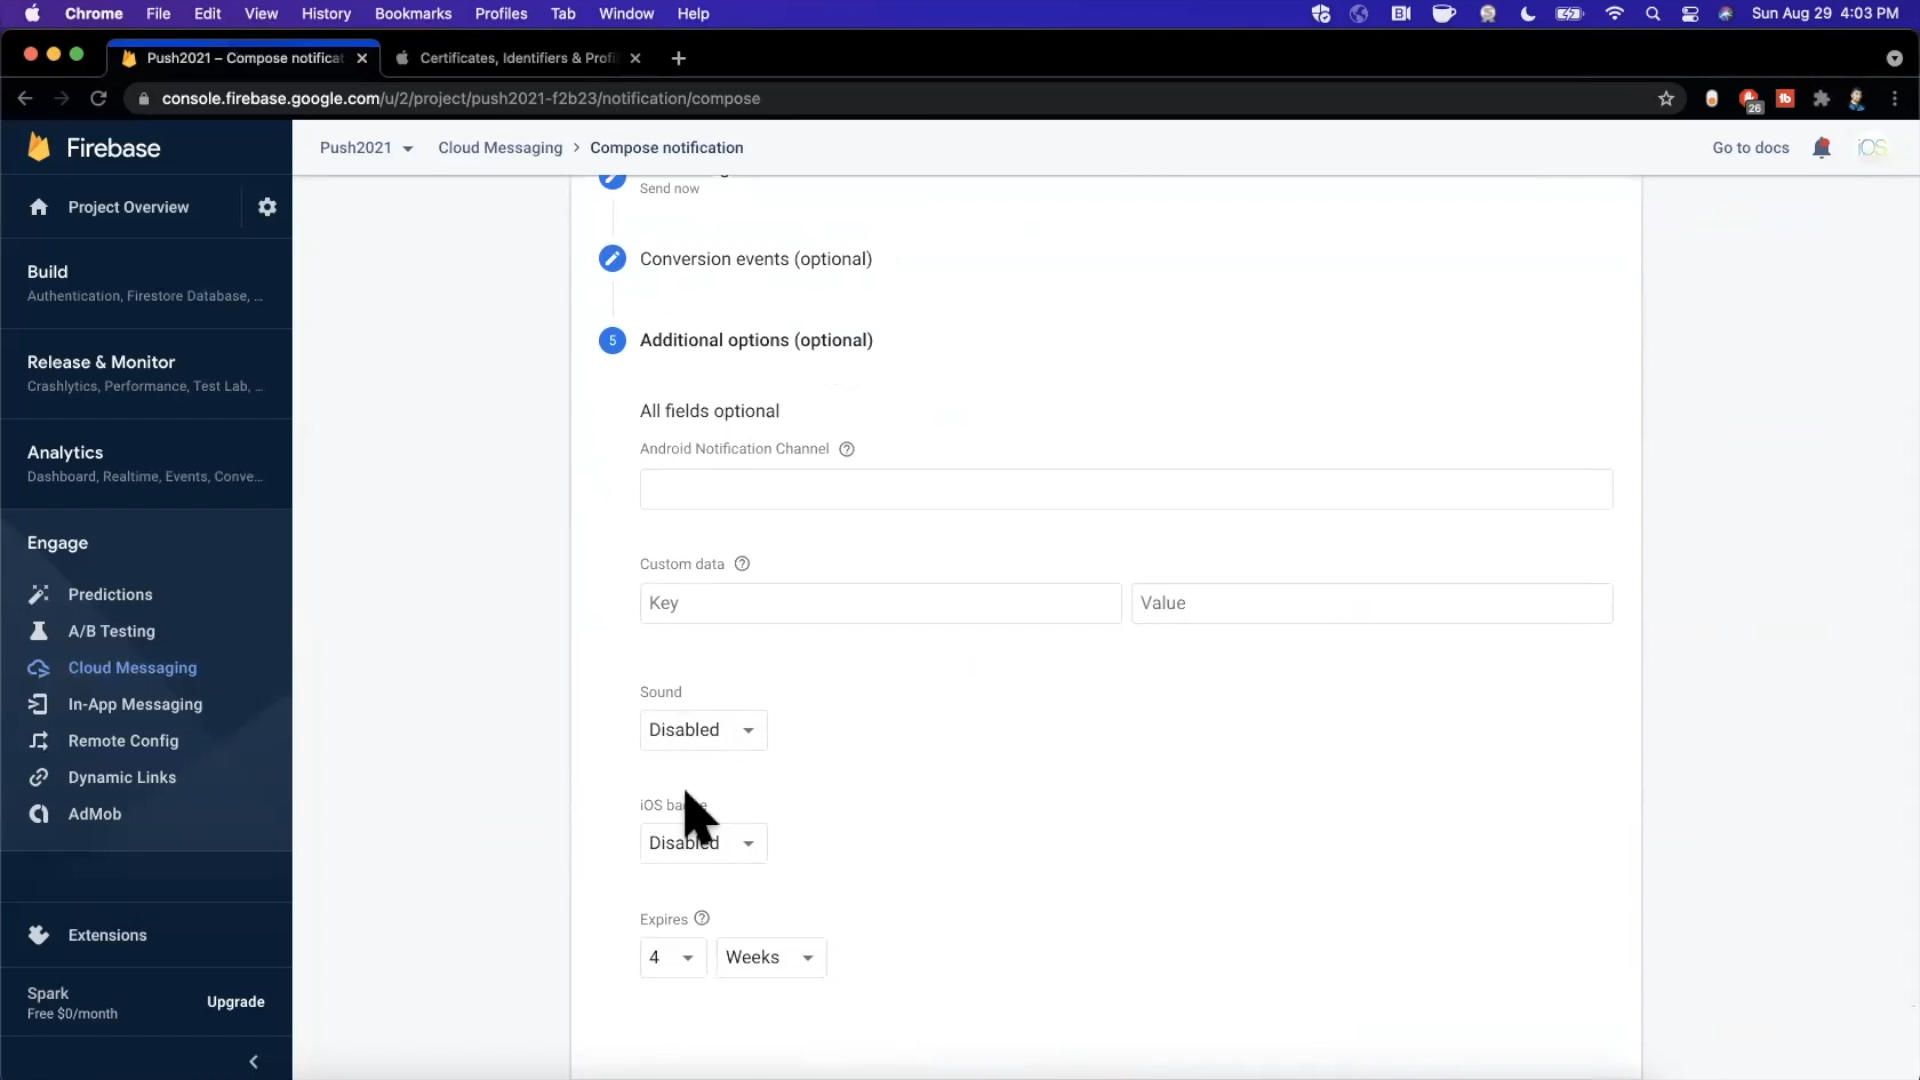 Chrome File Edit View History Bookmarks Profiles Tab Window Help Sun Aug 29 4:03 PM
Push2021 – Compose notificat Certificates, Identifiers & Profi
console.firebase.google.com/u/2/project/push2021-f2b23/notification/compose 26 tb
Firebase
Push2021 Cloud Messaging > Compose notification Go to docs iOS
Send now
Project Overview
Conversion events (optional)
Build
Authentication, Firestore Database, ...
5 Additional options (optional)
Release & Monitor
Crashlytics, Performance, Test Lab, ...
All fields optional
Android Notification Channel
Analytics
Dashboard, Realtime, Events, Conve...
Engage
Custom data
Key Value
Predictions
A/B Testing
Cloud Messaging
In-App Messaging
Remote Config
Dynamic Links
AdMob
Sound
Disabled
iOS
Disabled
Expires
4 Weeks
Extensions
Spark
Free $0/month
Upgrade